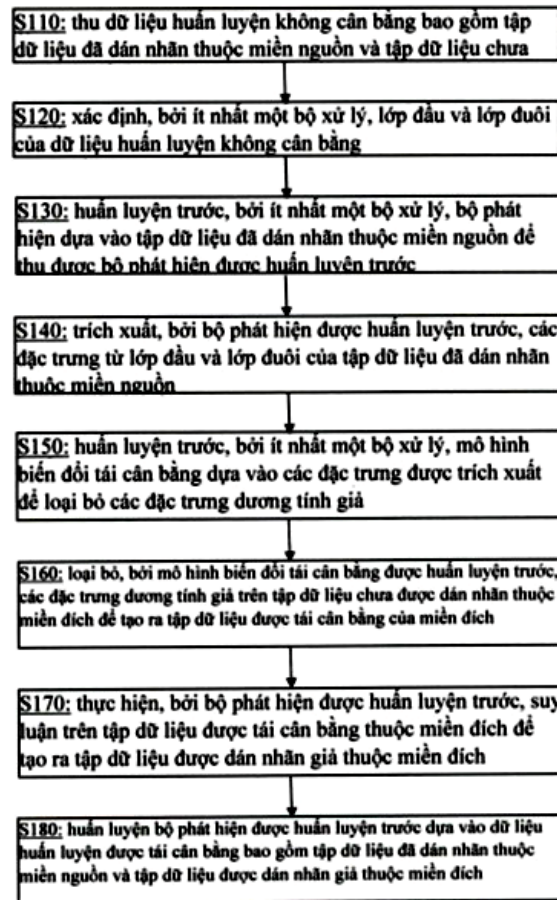 S110: thu dữ liệu huấn luyện không cân bằng bao gồm tập
dữ liệu đã dán nhãn thuộc miền nguồn và tập dữ liệu chưa
S120: xác định, bởi ít nhất một bộ xử lý, lớp đầu và lớp đuôi
của dữ liệu huấn luyện không cân bằng
S130: huấn luyện trước, bởi ít nhất một bộ xử lý, bộ phát
hiện dựa vào tập dữ liệu đã dán nhãn thuộc miền nguồn để
thu được bộ phát hiện được huấn luyện trước
S140: trích xuất, bởi bộ phát hiện được huấn luyện trước, các
đặc trưng từ lớp đầu và lớp đuôi của tập dữ liệu đã dán nhãn
thuộc miền nguồn
S150: huấn luyện trước, bởi ít nhất một bộ xử lý, mô hình
biến đổi tái cân bằng dựa vào các đặc trưng được trích xuất
để loại bỏ các đặc trưng dương tính giả
S160: loại bỏ, bởi mô hình biến đổi tái cân bằng được huấn luyện trước,
các đặc trưng dương tính giả trên tập dữ liệu chưa được dán nhãn thuộc
miền đích để tạo ra tập dữ liệu được tái cân bằng của miền đích
S170: thực hiện, bởi bộ phát hiện được huấn luyện trước, suy
luận trên tập dữ liệu được tái cân bằng thuộc miền đích để
tạo ra tập dữ liệu được dán nhãn giả thuộc miền đích
S180: huấn luyện bộ phát hiện được huấn luyện trước dựa vào dữ liệu
huấn luyện được tái cân bằng bao gồm tập dữ liệu đã dán nhãn thuộc
miền nguồn và tập dữ liệu được dán nhãn giả thuộc miền đích